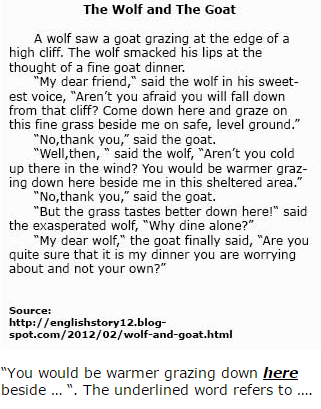 The Wolf and The Goat
A wolf saw a goat grazing at the edge of a
high cliff. The wolf smacked his lips at the
thought of a fine goat dinner.
"My dear friend," said the wolf in his sweet-
est voice, "Aren't you afraid you will fall down
from that cliff? Come down here and graze on
this fine grass beside me on safe, level ground."
"No,thank you," said the goat.
"Well,then, " said the wolf, "Aren't you cold
up there in the wind? You would be warmer graz-
ing down here beside me in this sheltered area."
"No,thank you," said the goat.
"But the grass tastes better down here!" said
the exasperated wolf, "Why dine alone?"
"My dear wolf," the goat finally said, "Are you
quite sure that it is my dinner you are worrying
about and not your own?"
Source:
http://englishstory12.blog-
spot.com/2012/02/wolf-and-goat.html
"You would be warmer grazing down here
beside ... ". The underlined word refers to ....